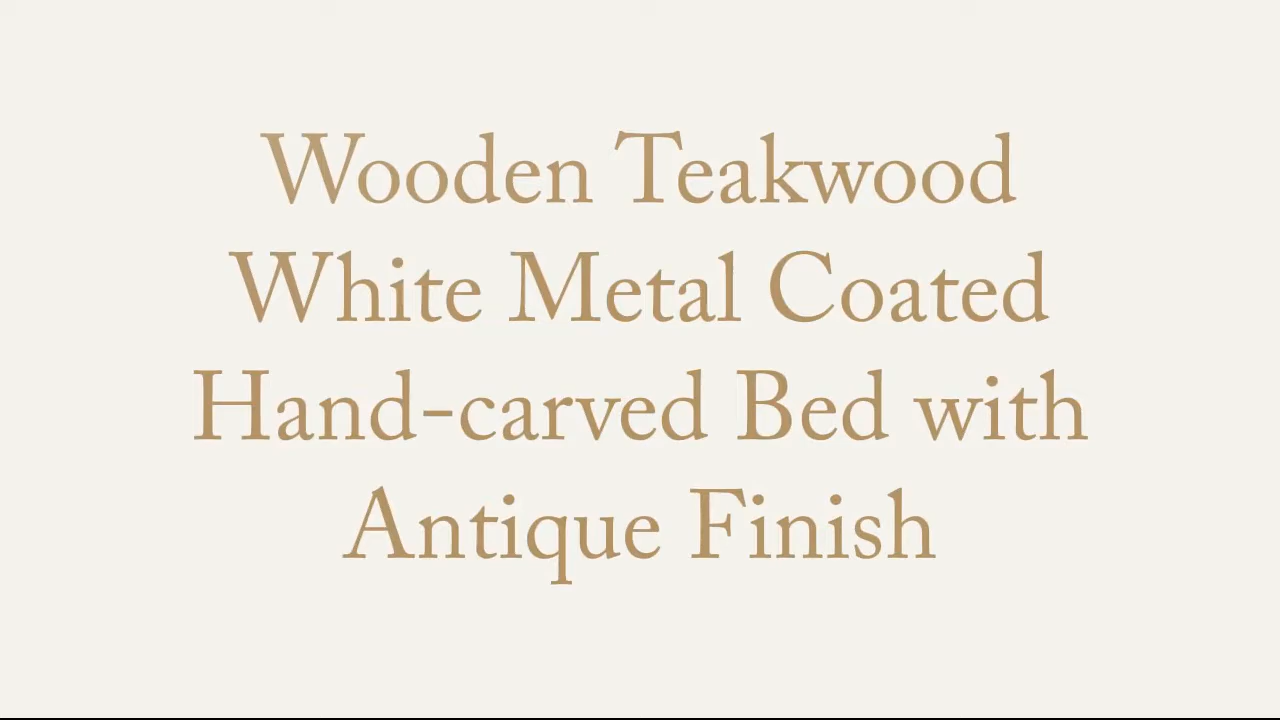 Wooden Teakwood
White Metal Coated
Hand-carved Bed with
Antique Finish